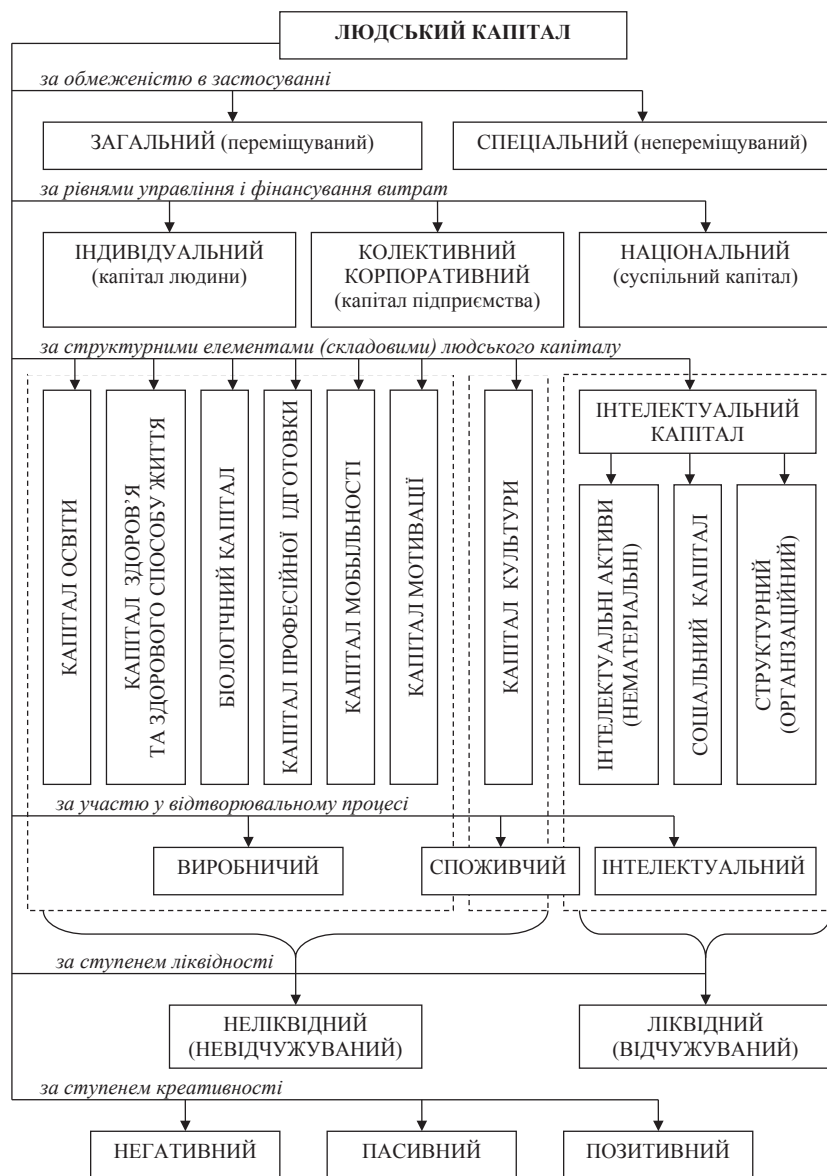 ЛЮДСЬКИЙ КАПІТАЛ
за обмеженістю в застосуванні
ЗАГАЛЬНИЙ (переміщуваний)
СПЕЦІАЛЬНИЙ (непереміщуваний)
за рівнями управління і фінансування витрат
ІНДИВІДУАЛЬНИЙ
(капітал людини)
КОЛЕКТИВНИЙ
КОРПОРАТИВНИЙ
(капітал підприємства)
НАЦІОНАЛЬНИЙ
(суспільний капітал)
за структурними елементами (складовими) людського капіталу
КАПІТАЛ ОСВІТИ
КАПІТАЛ ЗДОРОВ’Я
ТА ЗДОРОВОГО СПОСОБУ ЖИТТЯ
БІОЛОГІЧНИЙ КАПІТАЛ
КАПІТАЛ ПРОФЕСІЙНОЇ ІДГОТОВКИ
КАПІТАЛ МОБЫЛЬНОСТІ
КАПІТАЛ МОТИВАЦІЇ
КАПІТАЛ КУЛЬТУРИ
ІНТЕЛЕКТУАЛЬНИЙ
КАПІТАЛ
ІНТЕЛЕКТУАЛЬНІ АКТИВИ
(НЕМАТЕРІАЛЬНІ)
СОЦІАЛЬНИЙ КАПІТАЛ
СТРУКТУРНИЙ
(ОРГАНІЗАЦІЙНИЙ)
за участю у відтворювальному процесі
ВИРОБНИЧИЙ
СПОЖИВЧИЙ
ІНТЕЛЕКТУАЛЬНИЙ
за ступенем ліквідності
НЕЛІКВІДНИЙ
(НЕВІДЧУЖУВАНИЙ)
ЛІКВІДНИЙ
(ВІДЧУЖУВАНИЙ)
за ступенем креативності
НЕГАТИВНИЙ
ПАСИВНИЙ
ПОЗИТИВНИЙ